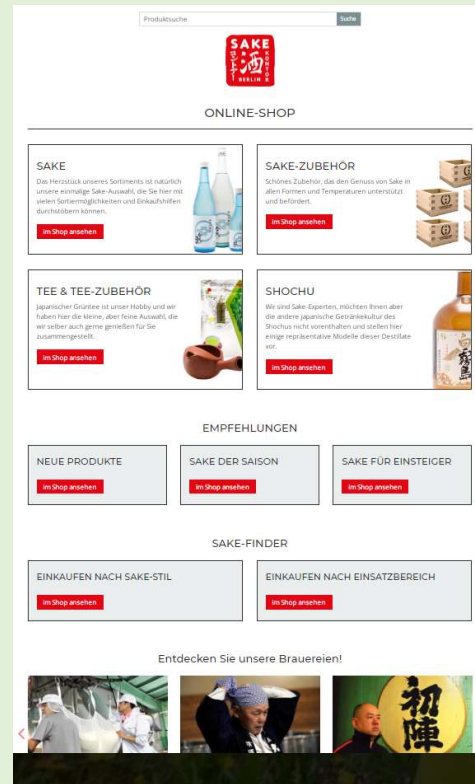 Produktsuche
Suche
SAKE
酒
KONTOR
BERLIN
ONLINE-SHOP
SAKE
Das Herzstück unseres Sortiments ist natürlich
unsere einmalige Sake-Auswahl, die Sie hier mit
vielen Sortiermöglichkeiten und Einkaufshilfen
durchstöbern können.
im Shop ansehen
SAKE-ZUBEHÖR
Schönes Zubehör, das den Genuss von Sake in
allen Formen und Temperaturen unterstützt
und befördert.
im Shop ansehen
TEE & TEE-ZUBEHÖR
Japanischer Grüntee ist unser Hobby und wir
haben hier die kleine, aber feine Auswahl, die
wir selber auch gerne genießen für Sie
zusammengestellt.
im Shop ansehen
SHOCHU
Wir sind Sake-Experten, möchten Ihnen aber
die andere japanische Getränkekultur des
Shochus nicht vorenthalten und stellen hier
einige repräsentative Modelle dieser Destillate
vor.
im Shop ansehen
EMPFEHLUNGEN
NEUE PRODUKTE
im Shop ansehen
SAKE DER SAISON
im Shop ansehen
SAKE FÜR EINSTEIGER
im Shop ansehen
SAKE-FINDER
EINKAUFEN NACH SAKE-STIL
im Shop ansehen
EINKAUFEN NACH EINSATZBEREICH
im Shop ansehen
Entdecken Sie unsere Brauereien!
初陣